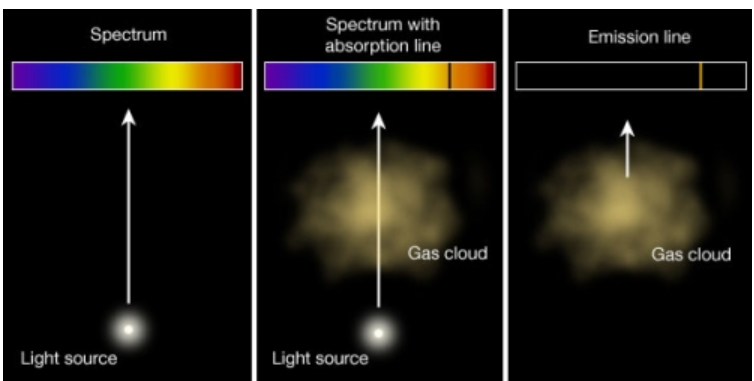 Spectrum
Light source
Spectrum with
absorption line
Gas cloud
Light source
Emission line
Gas cloud